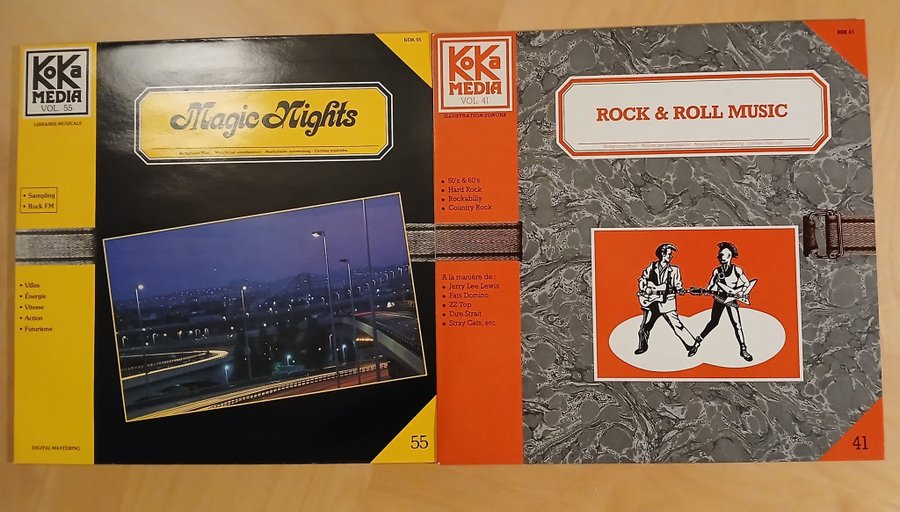 KOKA
MEDIA
VOL. 55
LIBRAIRIE MUSICALE
KOK 55
Magic Nights
• Sampling
• Rock FM
• Villes
• Énergie
• Vitesse
• Action
• Futurisme
DIGITAL MASTERING
55
KOKA
MEDIA
VOL. 41
ILLUSTRATION SONORE
KOK 41
ROCK & ROLL MUSIC
• 50's & 60's
• Hard Rock
• Rockabilly
• Country Rock
A la manière de :
• Jerry Lee Lewis
• Fats Domino
• ZZ Top
• Dire Strait
• Stray Cats, etc.
41